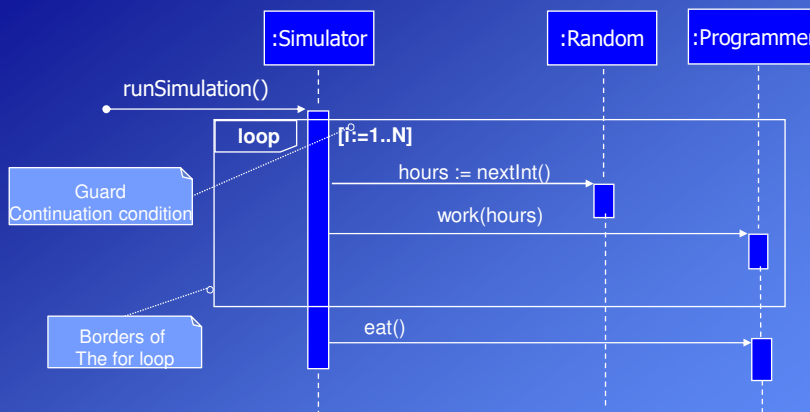 :Simulator
:Random
:Programmer
runSimulation()
loop
[i:=1..N]
hours := nextInt()
Guard
Continuation condition
work(hours)
eat()
Borders of
The for loop